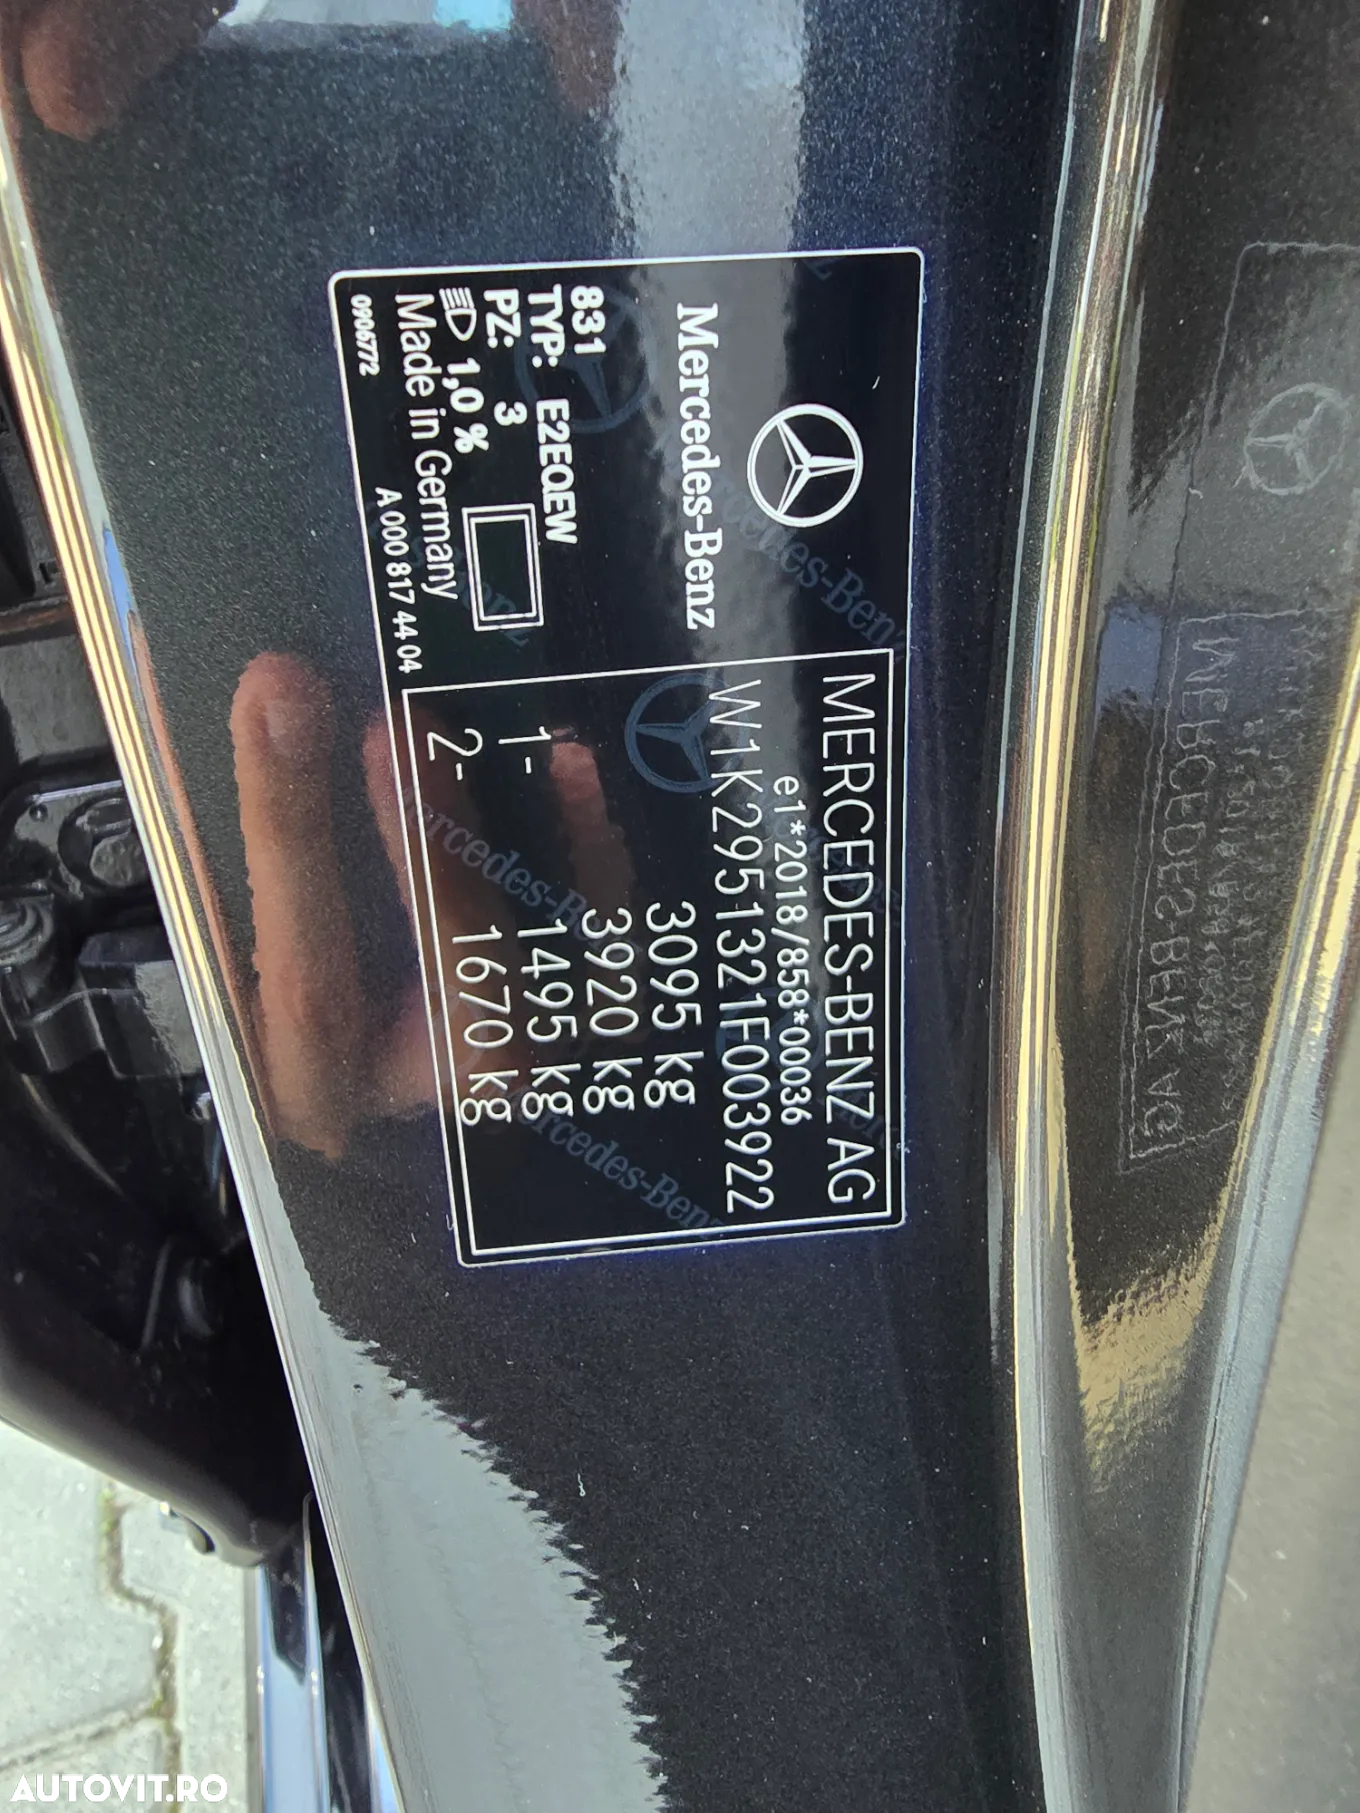 Mercedes-Benz
831
TYP: E2EQEW
PZ: 3
1,0 %
Made in Germany
0906772
A 000 817 44 04
MERCEDES-BENZ AG
e1*2018/858*00036
W1K2951321F003922
3095 kg
3920 kg
1- 1495 kg
2- 1670 kg
AUTOVIT.RO